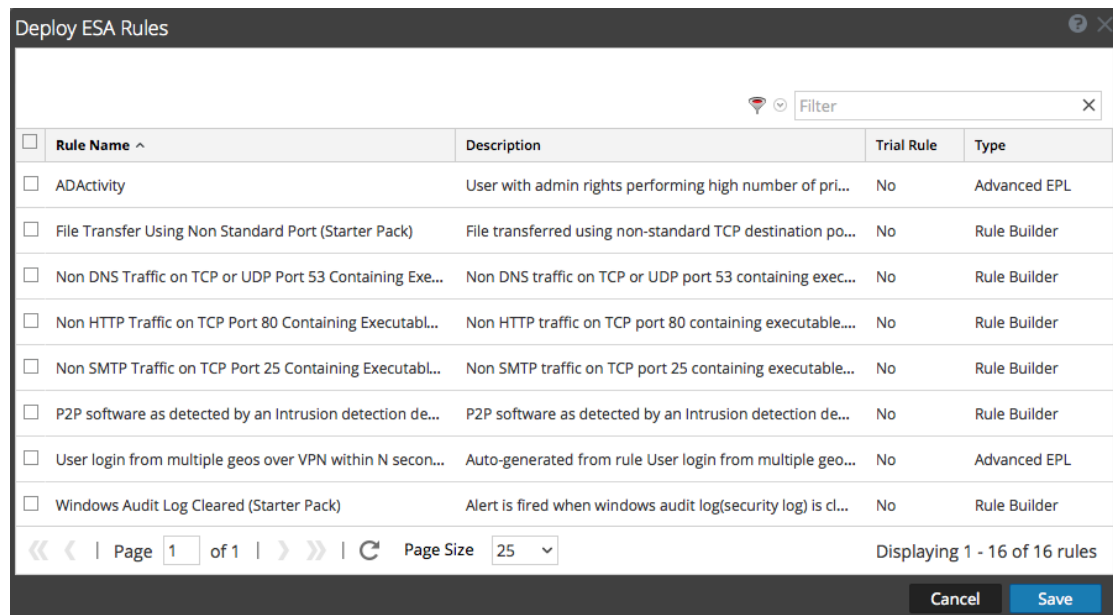 Deploy ESA Rules
Filter
Rule Name Description Trial Rule Type
ADActivity User with admin rights performing high number of pri... No Advanced EPL
File Transfer Using Non Standard Port (Starter Pack) File transferred using non-standard TCP destination po... No Rule Builder
Non DNS Traffic on TCP or UDP Port 53 Containing Exe... Non DNS traffic on TCP or UDP port 53 containing exec... No Rule Builder
Non HTTP Traffic on TCP Port 80 Containing Executabl... Non HTTP traffic on TCP port 80 containing executable.... No Rule Builder
Non SMTP Traffic on TCP Port 25 Containing Executabl... Non SMTP traffic on TCP port 25 containing executable... No Rule Builder
P2P software as detected by an Intrusion detection de... P2P software as detected by an Intrusion detection de... No Rule Builder
User login from multiple geos over VPN within N secon... Auto-generated from rule User login from multiple geo... No Advanced EPL
Windows Audit Log Cleared (Starter Pack) Alert is fired when windows audit log(security log) is cl... No Rule Builder
Page 1 of 1 Page Size 25 Displaying 1 - 16 of 16 rules
Cancel Save